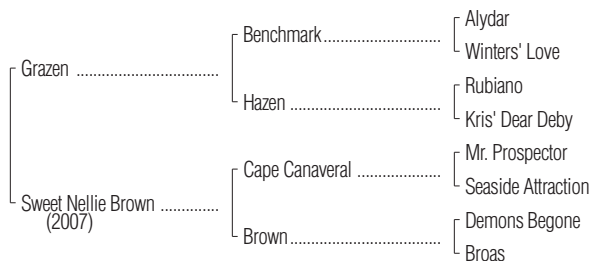 Alydar
Benchmark
Winters' Love
Grazen
Rubiano
Hazen
Kris' Dear Deby
Mr. Prospector
Cape Canaveral
Seaside Attraction
Sweet Nellie Brown
(2007)
Demons Begone
Brown
Broas